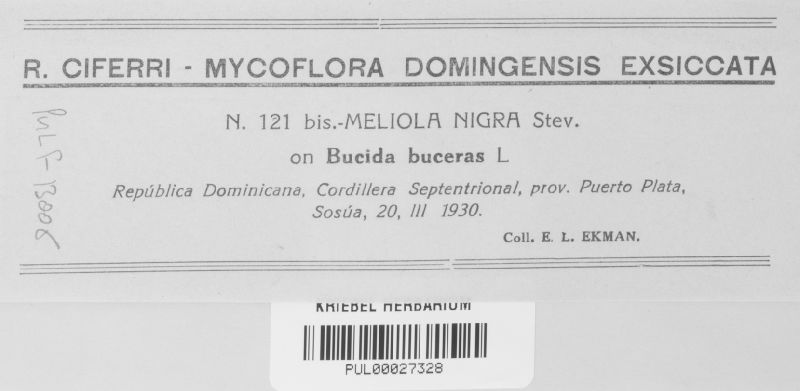 R. CIFERRI - MYCOFLORA DOMINGENSIS EXSICCATA
N. 121 bis.-MELIOLA NIGRA Stev.
on Bucida buceras L
República Dominicana, Cordillera Septentrional, prov. Puerto Plata,
Sosúa, 20, III 1930.
Coll. E. L. EKMAN.
PuLF-13006
KRIEBEL HERBARIUM
PUL00027328